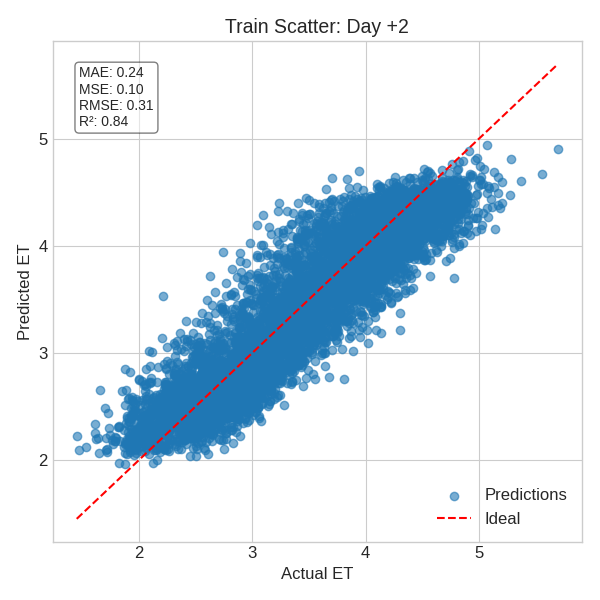 Train Scatter: Day +2
MAE: 0.24
MSE: 0.10
RMSE: 0.31
R²: 0.84
5
4
3
2
Predicted ET
2 3 4 5
Actual ET
Predictions
Ideal